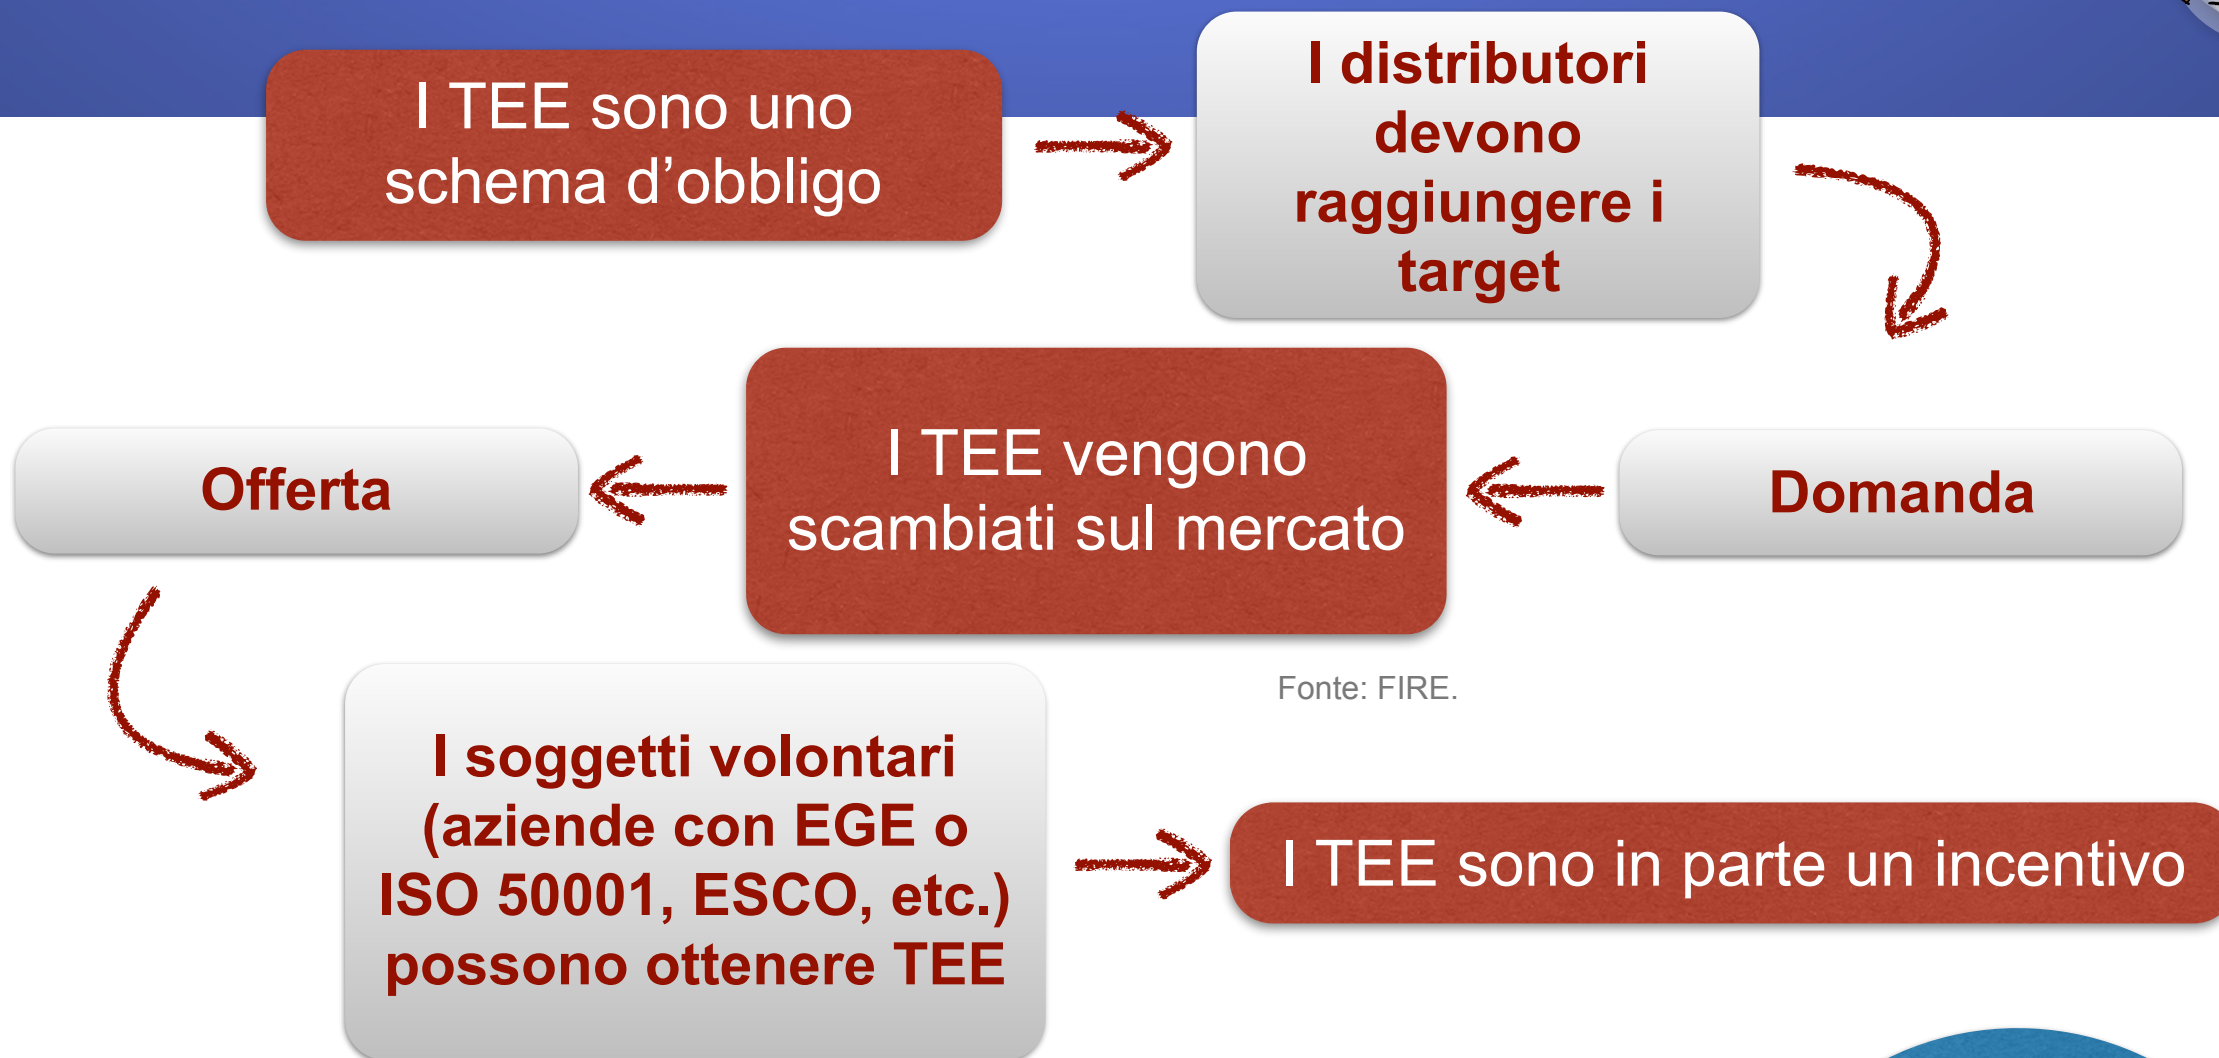 I TEE sono uno
schema d’obbligo
I distributori
devono
raggiungere i
target
Offerta
I TEE vengono
scambiati sul mercato
Domanda
Fonte: FIRE.
I soggetti volontari
(aziende con EGE o
ISO 50001, ESCO, etc.)
possono ottenere TEE
I TEE sono in parte un incentivo